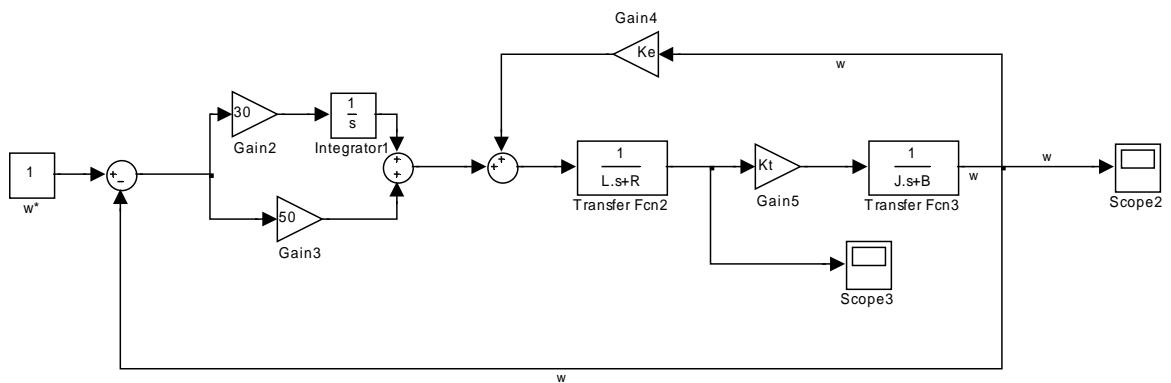 Gain4
Ke
w
30
1
s
Gain2
Integrator1
1
w*
+
−
+
+
+
1
L.s+R
Transfer Fcn2
Kt
Gain5
1
J.s+B
Transfer Fcn3
w
w
Scope2
50
Gain3
Scope3
w